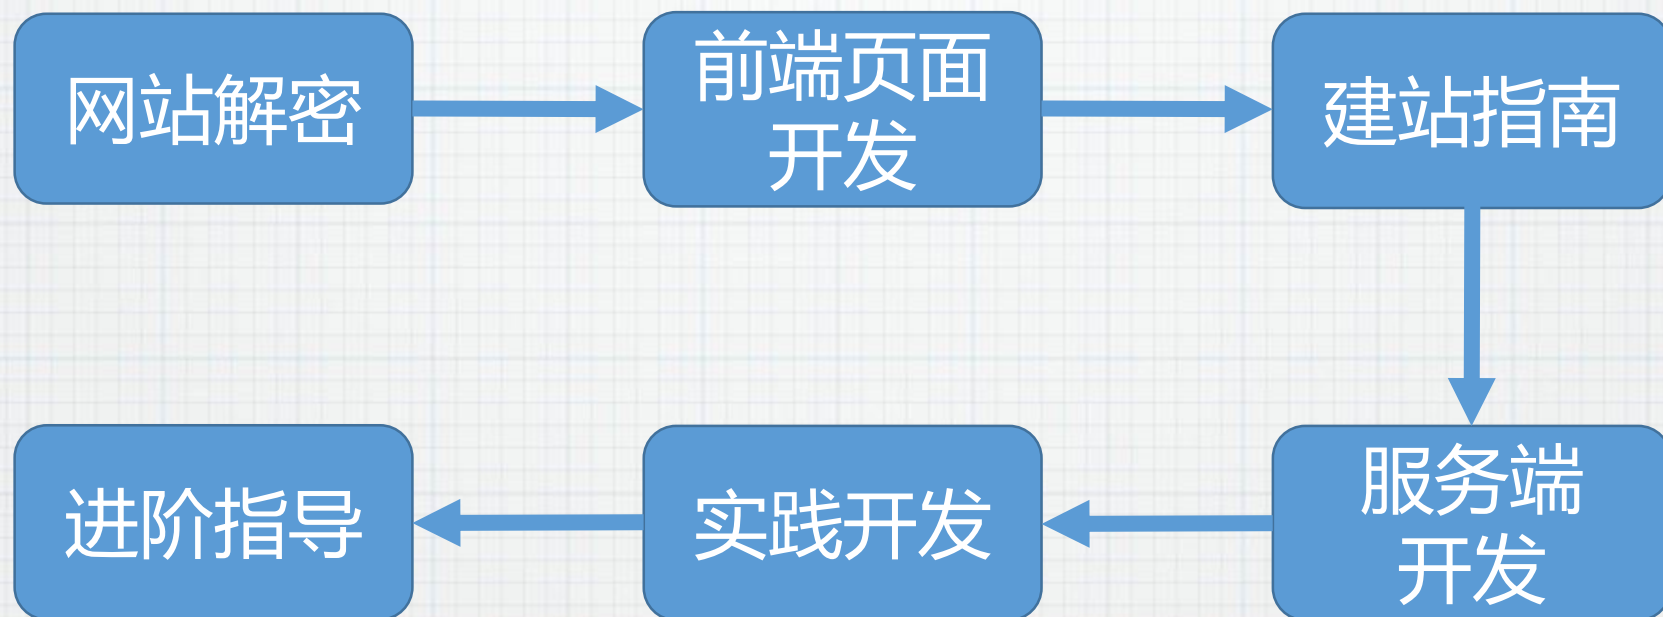 网站解密
前端页面
开发
建站指南
服务端
开发
实践开发
进阶指导